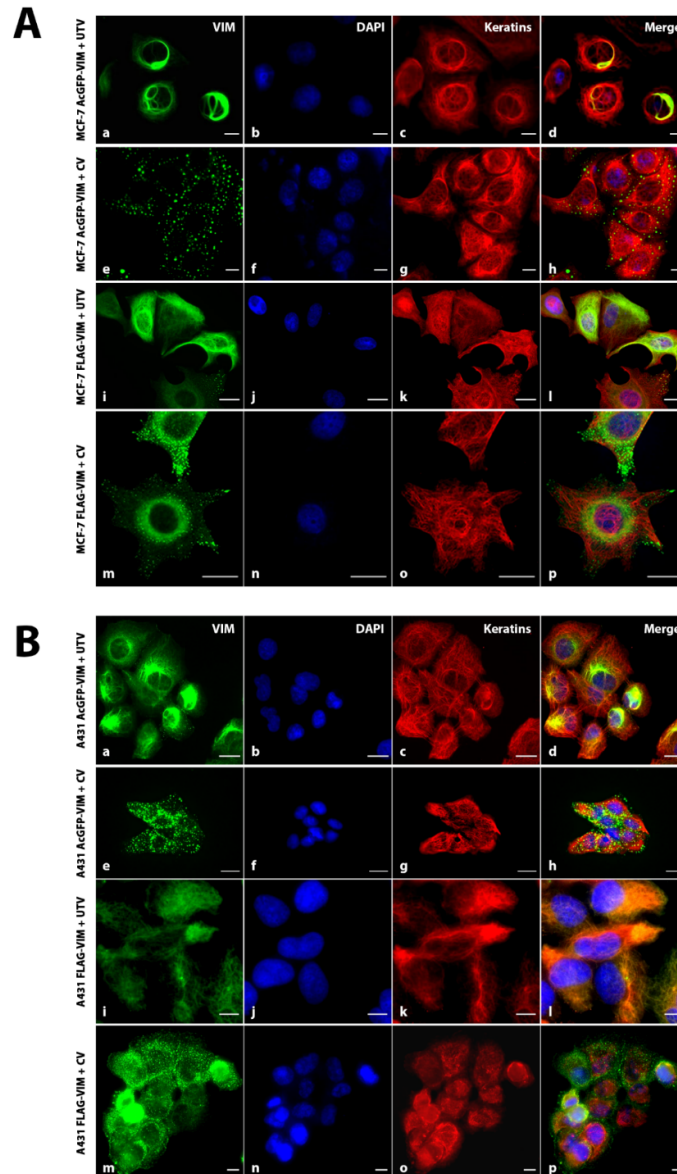 A
VIM DAPI Keratins Merge
MCF-7 AcGFP-VIM + UTV
a b c d
MCF-7 AcGFP-VIM + CV
e f g h
MCF-7 FLAG-VIM + UTV
i j k l
MCF-7 FLAG-VIM + CV
m n o p
B
VIM DAPI Keratins Merge
A431 AcGFP-VIM + UTV
a b c d
A431 AcGFP-VIM + CV
e f g h
A431 FLAG-VIM + UTV
i j k l
A431 FLAG-VIM + CV
m n o p